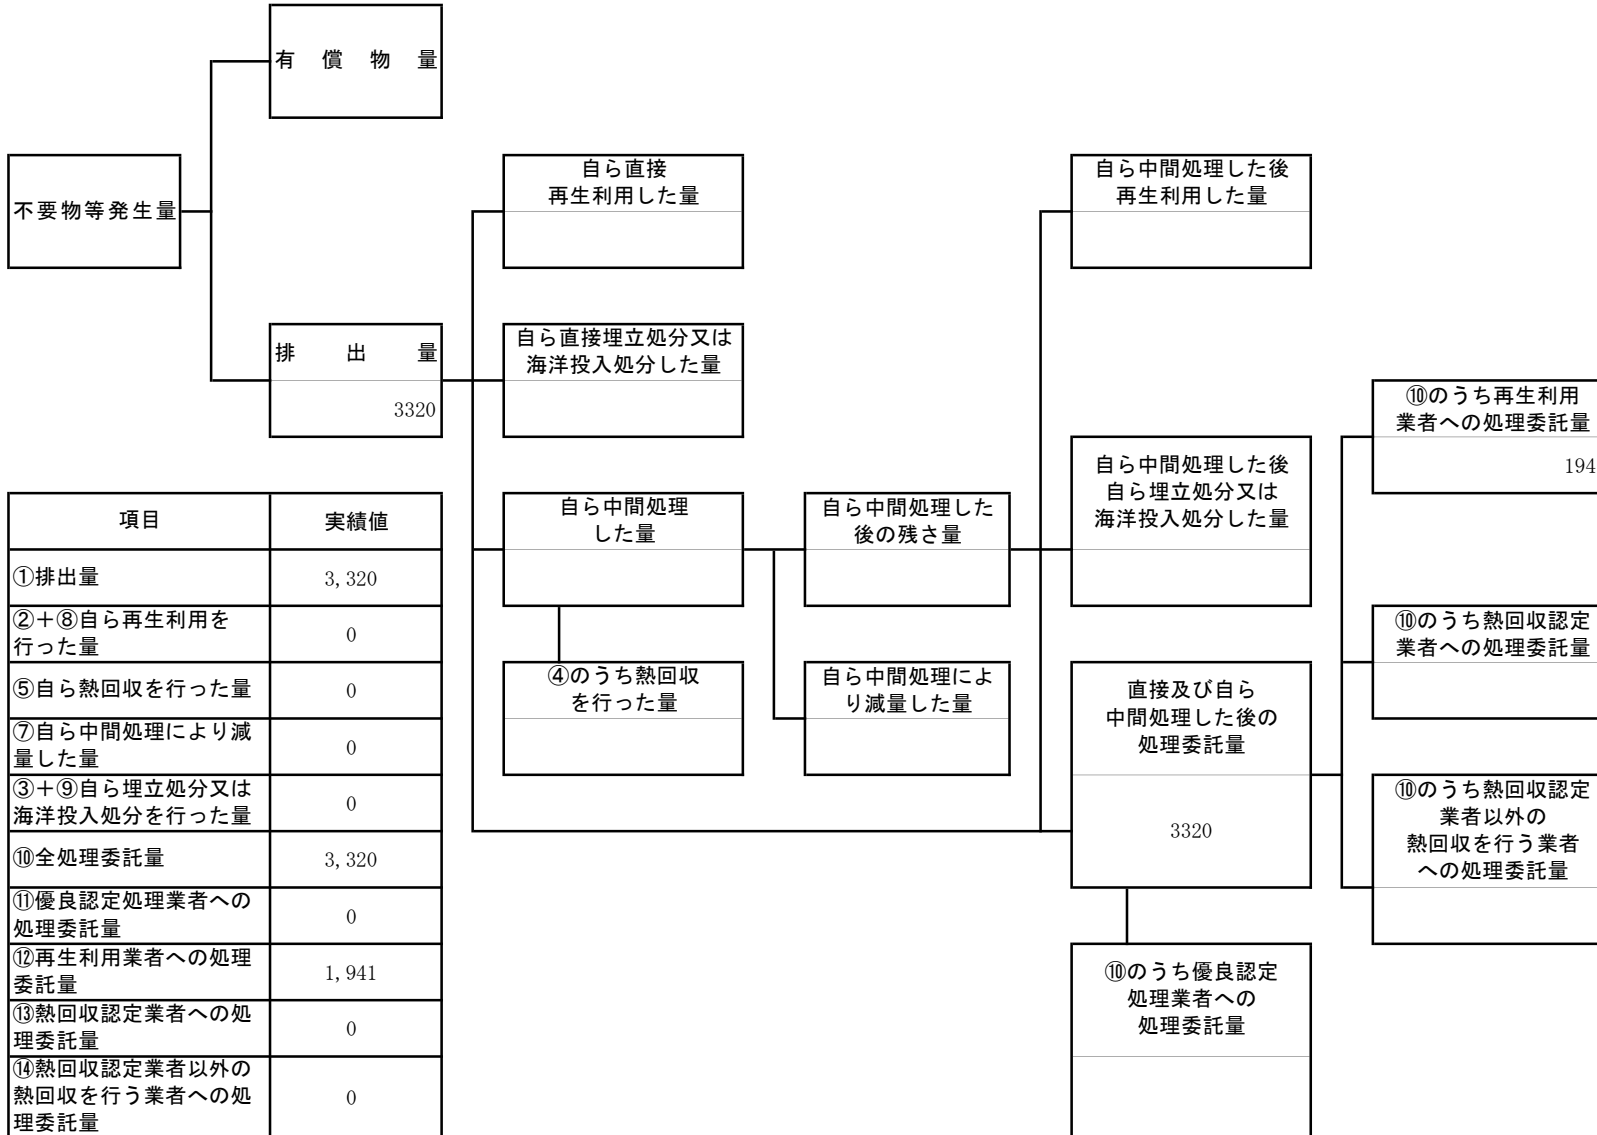 有償物量
不要物等発生量
排出量
3320
自ら直接
再生利用した量
自ら直接埋立処分又は
海洋投入処分した量
自ら中間処理
した量
④のうち熱回収
を行った量
自ら中間処理した
後の残さ量
自ら中間処理によ
り減量した量
自ら中間処理した後
再生利用した量
自ら中間処理した後
自ら埋立処分又は
海洋投入処分した量
直接及び自ら
中間処理した後の
処理委託量
3320
⑩のうち優良認定
処理業者への
処理委託量
⑩のうち再生利用
業者への処理委託量
194
⑩のうち熱回収認定
業者への処理委託量
⑩のうち熱回収認定
業者以外の
熱回収を行う業者
への処理委託量
項目 実績値
①排出量 3,320
②+⑧自ら再生利用を
行った量 0
⑤自ら熱回収を行った量 0
⑦自ら中間処理により減
量した量 0
③+⑨自ら埋立処分又は
海洋投入処分を行った量 0
⑩全処理委託量 3,320
⑪優良認定処理業者への
処理委託量 0
⑫再生利用業者への処理
委託量 1,941
⑬熱回収認定業者への処
理委託量 0
⑭熱回収認定業者以外の
熱回収を行う業者への処
理委託量 0